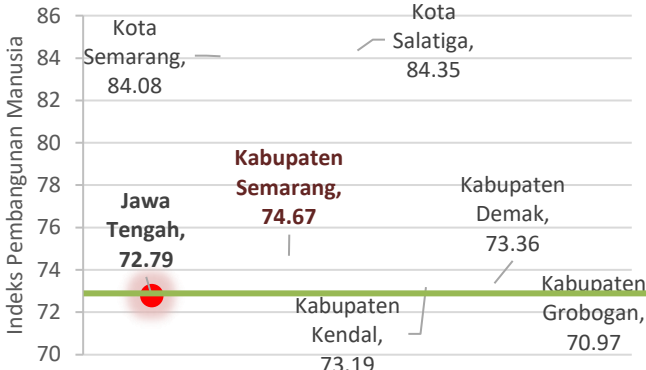 Indeks Pembangunan Manusia
86
84
82
80
78
76
74
72
70
Kota
Semarang,
84.08
Kota
Salatiga,
84.35
Kabupaten
Semarang,
74.67
Jawa
Tengah,
72.79
Kabupaten
Demak,
73.36
Kabupaten
Kendal,
73.19
Kabupaten
Grobogan,
70.97